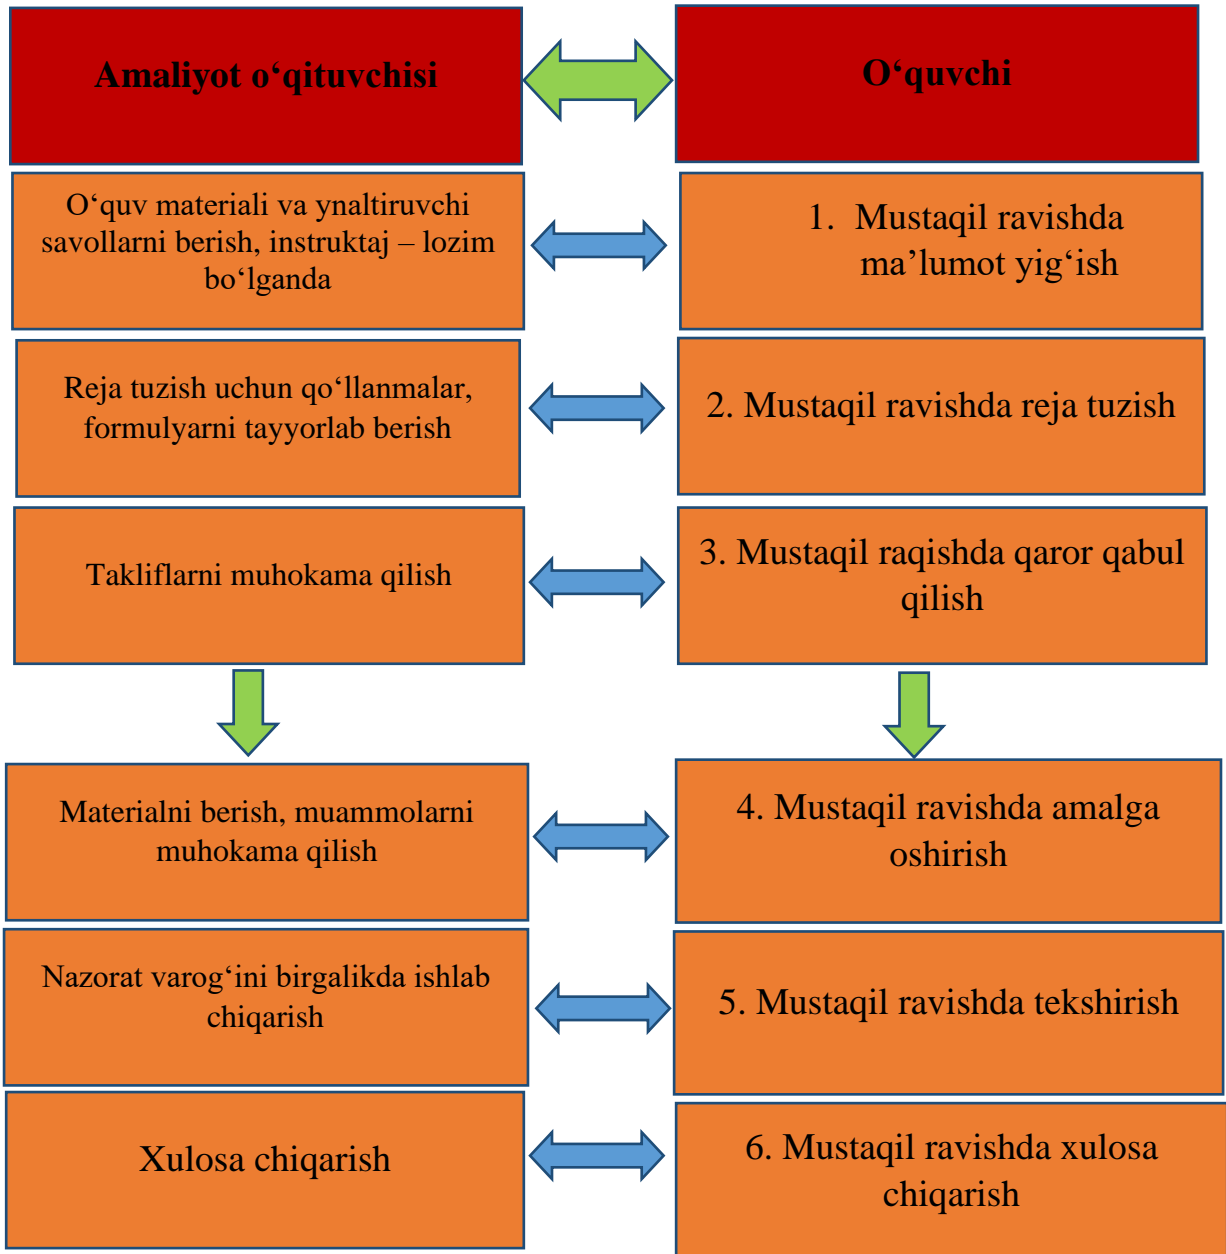 Amaliyot o‘qituvchisi
O‘quvchi
O‘quv materiali va ynaltiruvchi
savollarni berish, instruktaj – lozim
bo‘lganda
1. Mustaqil ravishda
ma’lumot yig‘ish
Reja tuzish uchun qo‘llanmalar,
formulyarni tayyorlab berish
2. Mustaqil ravishda reja tuzish
Takliflarni muhokama qilish
3. Mustaqil raqishda qaror qabul
qilish
Materialni berish, muammolarni
muhokama qilish
4. Mustaqil ravishda amalga
oshirish
Nazorat varog‘ini birgalikda ishlab
chiqarish
5. Mustaqil ravishda tekshirish
Xulosa chiqarish
6. Mustaqil ravishda xulosa
chiqarish